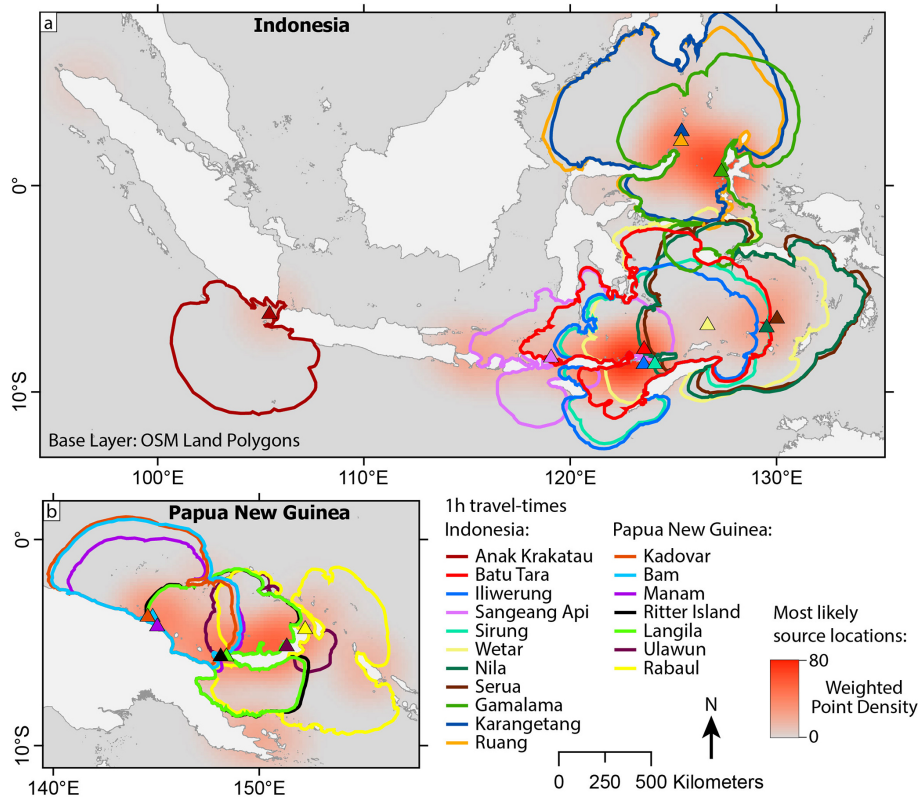 a
Indonesia
0°
10°S
Base Layer: OSM Land Polygons
100°E
110°E
120°E
130°E
b
Papua New Guinea
0°
10°S
140°E
150°E
1h travel-times
Indonesia:
Anak Krakatau
Batu Tara
Iliwerung
Sangeang Api
Sirung
Wetar
Nila
Serua
Gamalama
Karangetang
Ruang
Papua New Guinea:
Kadovar
Bam
Manam
Ritter Island
Langila
Ulawun
Rabaul
N
0 250 500 Kilometers
Most likely
source locations:
80
Weighted
Point Density
0